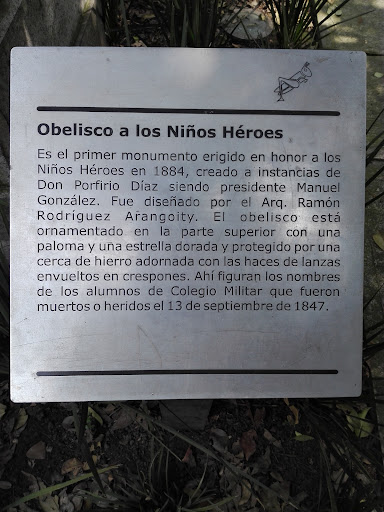 Obelisco a los Niños Héroes
Es el primer monumento erigido en honor a los
Niños Héroes en 1884, creado a instancias de
Don Porfirio Díaz siendo presidente Manuel
González. Fue diseñado por el Arq. Ramón
Rodríguez Arangoity. El obelisco está
ornamentado en la parte superior con una
paloma y una estrella dorada y protegido por una
cerca de hierro adornada con las haces de lanzas
envueltos en crespones. Ahí figuran los nombres
de los alumnos de Colegio Militar que fueron
muertos o heridos el 13 de septiembre de 1847.